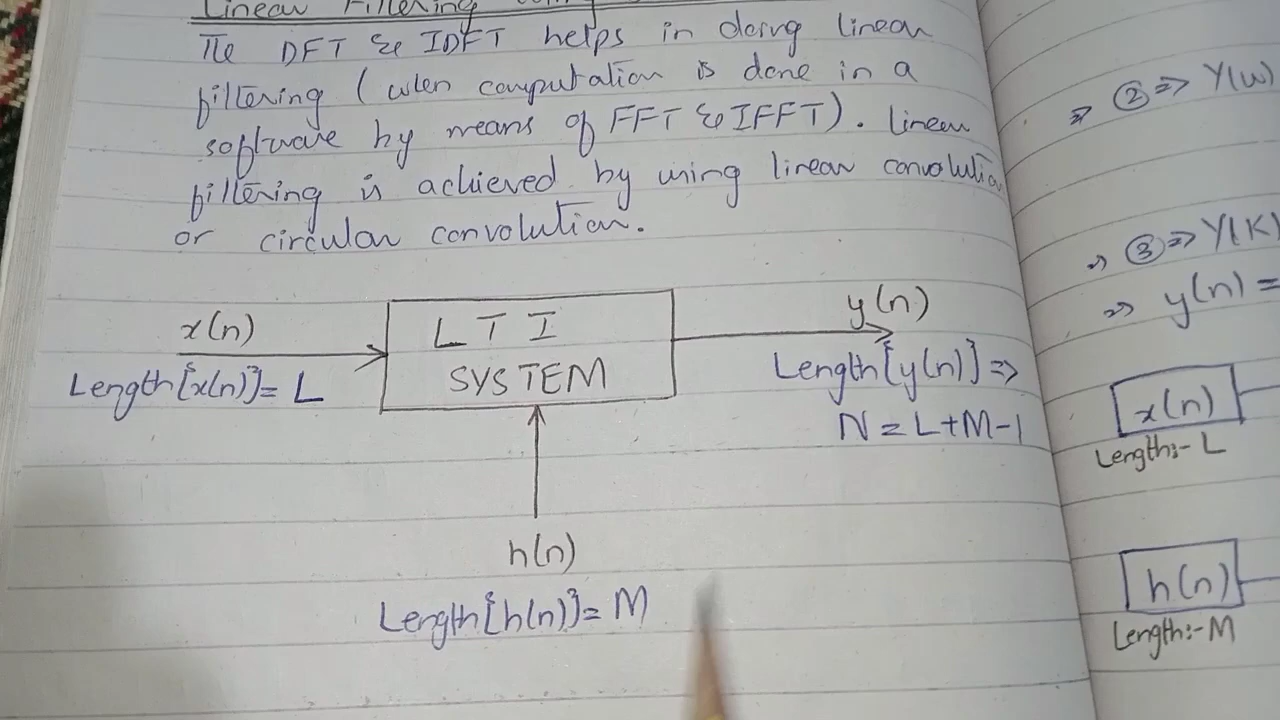 Linear Filtering
The DFT & IDFT helps in doing linear
filtering (when computation is done in a
software by means of FFT & IFFT). linear
filtering is achieved by using linear convolution
or circular convolution.
x(n)
Length[x(n)] = L
LTI
SYSTEM
y(n)
Length[y(n)] ⇒
N = L+M-1
h(n)
Length[h(n)] = M
⇒ ② ⇒ Y(w)
⇒ ③ ⇒ Y(K)
⇒ y(n) =
x(n)
Length:- L
h(n)
Length:- M